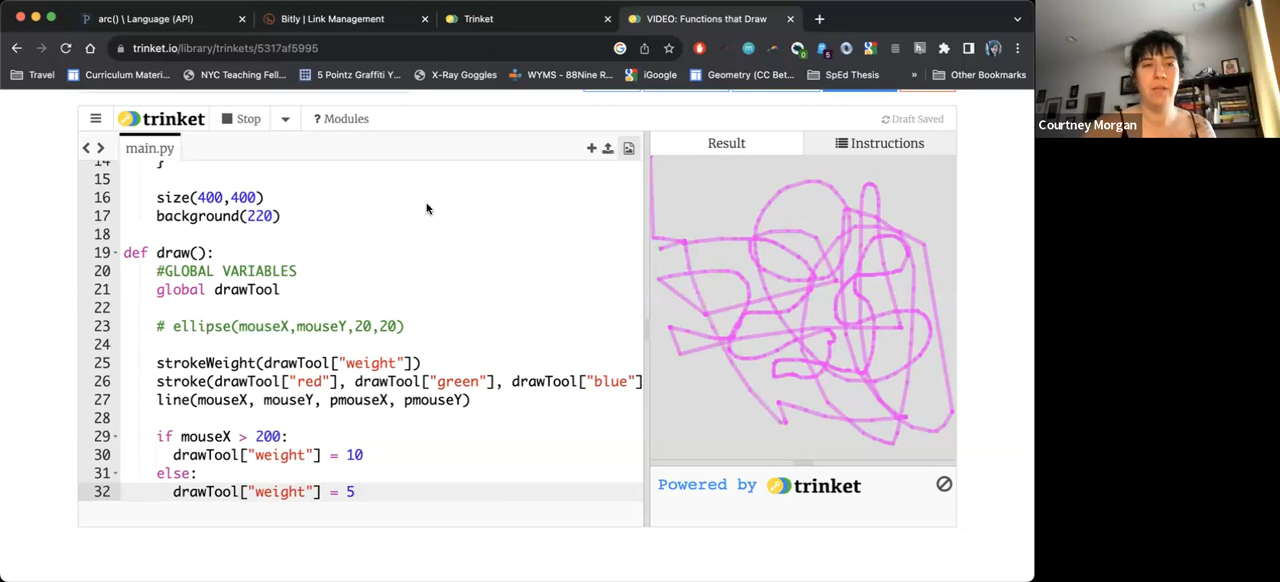 arc() \ Language (API)
Bitly | Link Management
Trinket
VIDEO: Functions that Draw
trinket.io/library/trinkets/5317af5995
Travel
Curriculum Materi...
NYC Teaching Fell...
5 Pointz Graffiti Y...
X-Ray Goggles
WYMS - 88Nine R...
iGoogle
Geometry (CC Bet...
SpEd Thesis
»
Other Bookmarks
Courtney Morgan
trinket
Stop
? Modules
Draft Saved
main.py
Result
Instructions
14 }
15
16 size(400,400)
17 background(220)
18
19 def draw():
20 #GLOBAL VARIABLES
21 global drawTool
22
23 # ellipse(mouseX,mouseY,20,20)
24
25 strokeWeight(drawTool["weight"])
26 stroke(drawTool["red"], drawTool["green"], drawTool["blue"]
27 line(mouseX, mouseY, pmouseX, pmouseY)
28
29 if mouseX > 200:
30 drawTool["weight"] = 10
31 else:
32 drawTool["weight"] = 5
Powered by trinket